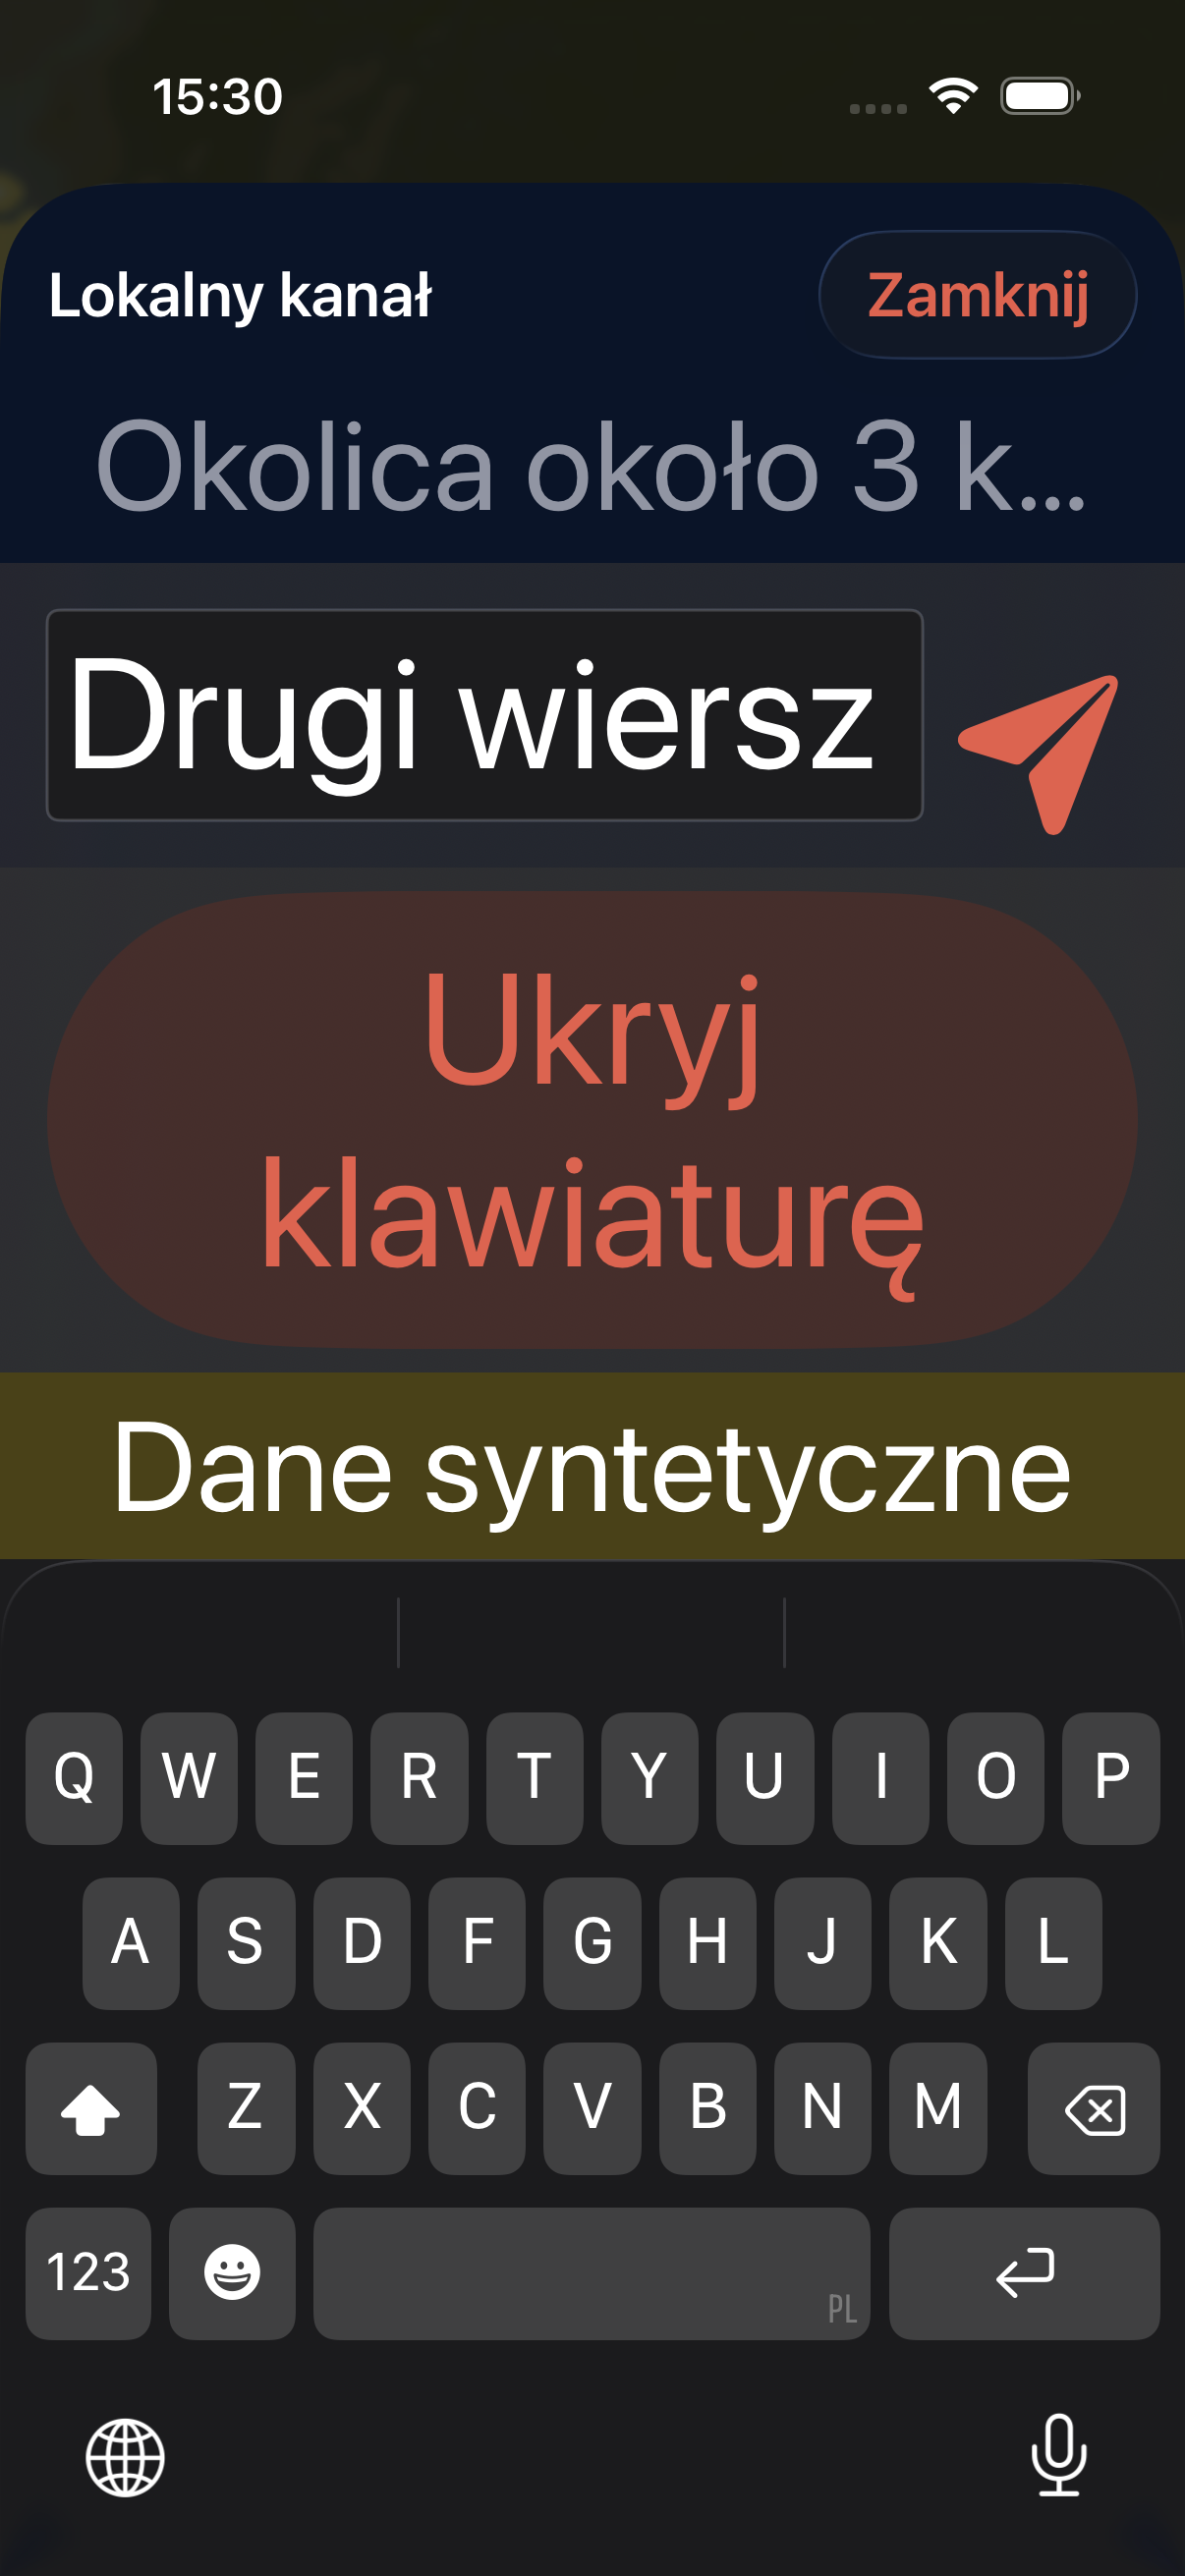 15:30
Lokalny kanał
Zamknij
Okolica około 3 k...
Drugi wiersz
Ukryj
klawiaturę
Dane syntetyczne
Q W E R T Y U I O P
A S D F G H J K L
Z X C V B N M
123
PL